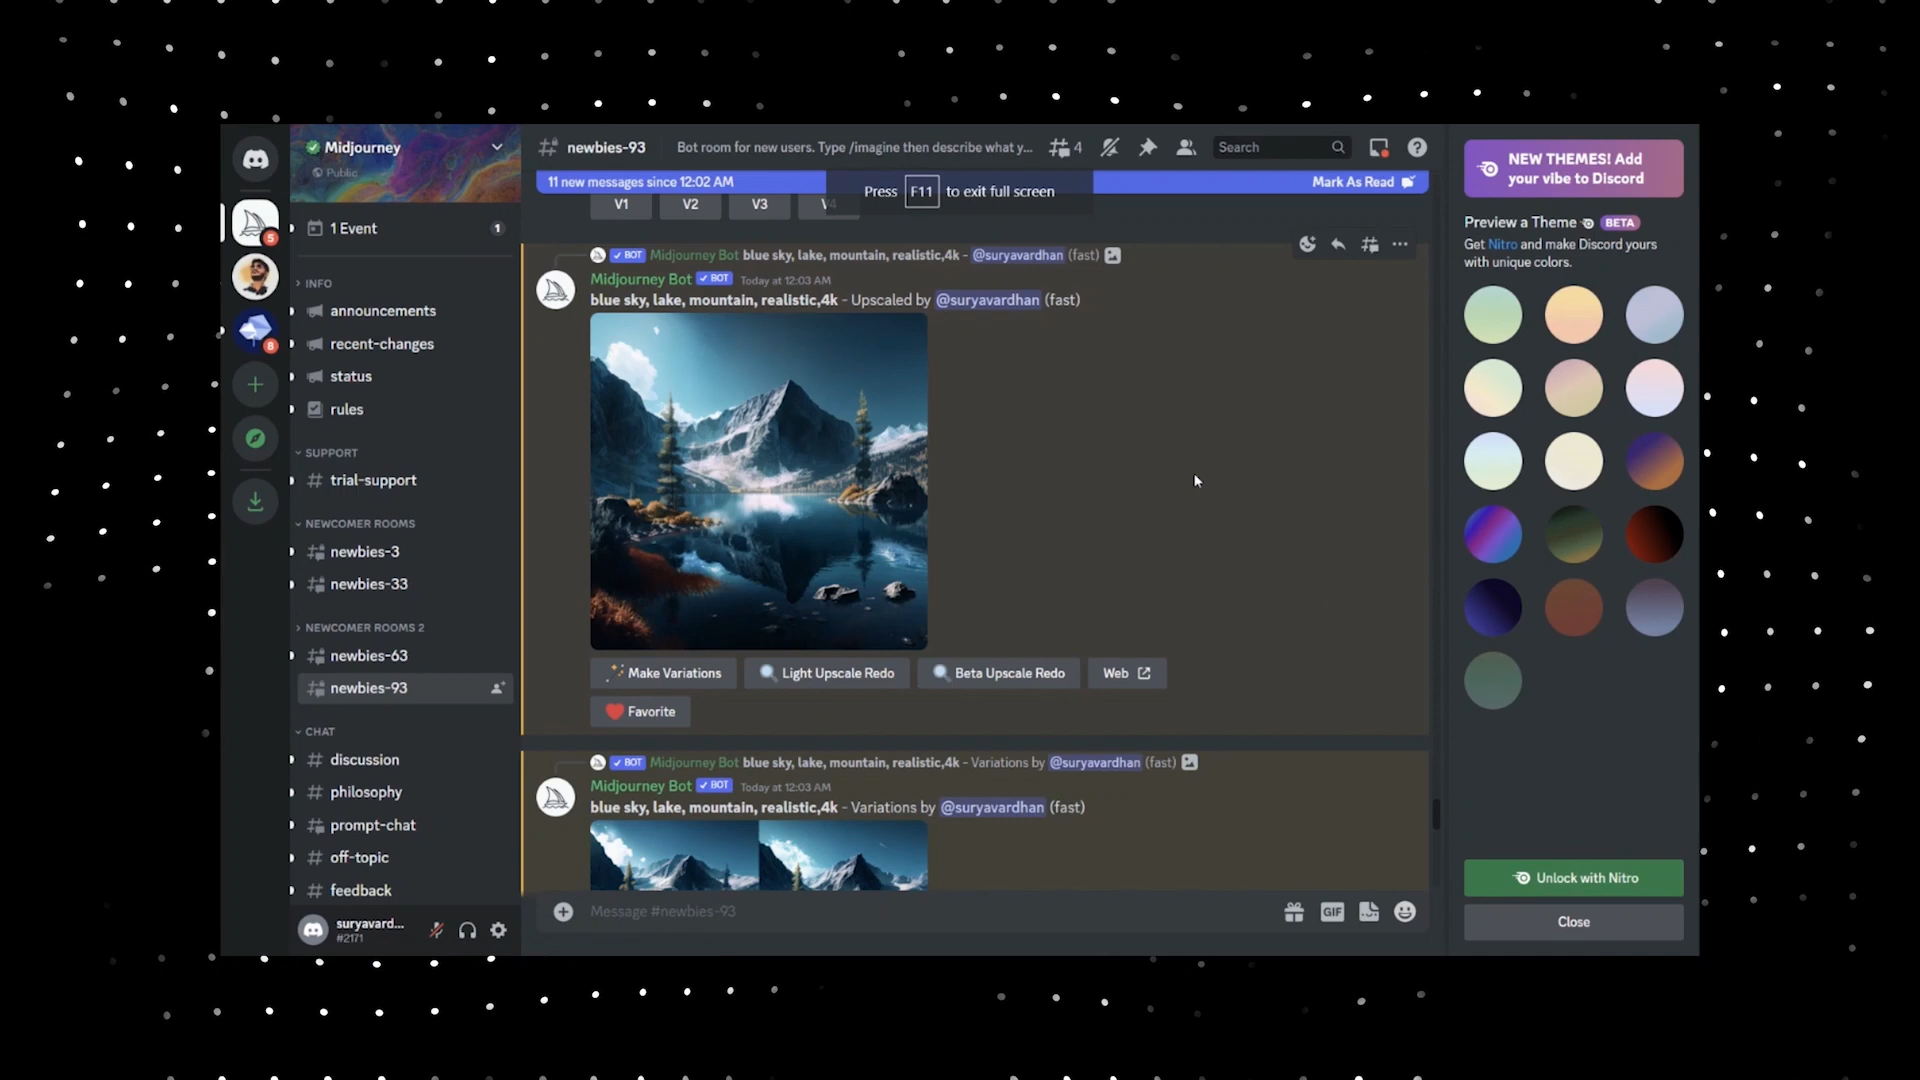 Midjourney
Public
1 Event
1
INFO
announcements
recent-changes
status
rules
SUPPORT
trial-support
NEWCOMER ROOMS
newbies-3
newbies-33
NEWCOMER ROOMS 2
newbies-63
newbies-93
CHAT
discussion
philosophy
prompt-chat
off-topic
feedback
suryavard...
#2171
5
8
newbies-93
Bot room for new users. Type /imagine then describe what y...
4
Search
11 new messages since 12:02 AM
Mark As Read
Press F11 to exit full screen
V1 V2 V3 V4
BOT Midjourney Bot blue sky, lake, mountain, realistic,4k - @suryavardhan (fast)
Midjourney Bot BOT Today at 12:03 AM
blue sky, lake, mountain, realistic,4k - Upscaled by @suryavardhan (fast)
Make Variations
Light Upscale Redo
Beta Upscale Redo
Web
Favorite
BOT Midjourney Bot blue sky, lake, mountain, realistic,4k - Variations by @suryavardhan (fast)
Midjourney Bot BOT Today at 12:03 AM
blue sky, lake, mountain, realistic,4k - Variations by @suryavardhan (fast)
Message #newbies-93
GIF
NEW THEMES! Add
your vibe to Discord
Preview a Theme BETA
Get Nitro and make Discord yours
with unique colors.
Unlock with Nitro
Close